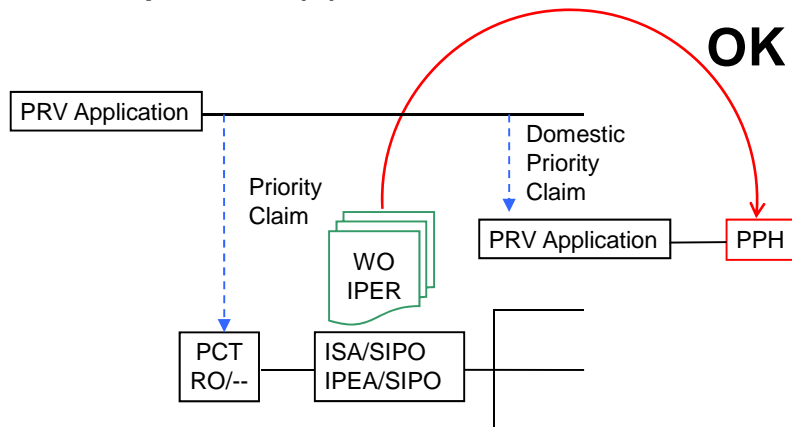 OK
PRV Application
Domestic
Priority
Claim
Priority
Claim
PRV Application
PPH
WO
IPER
PCT
RO/--
ISA/SIPO
IPEA/SIPO